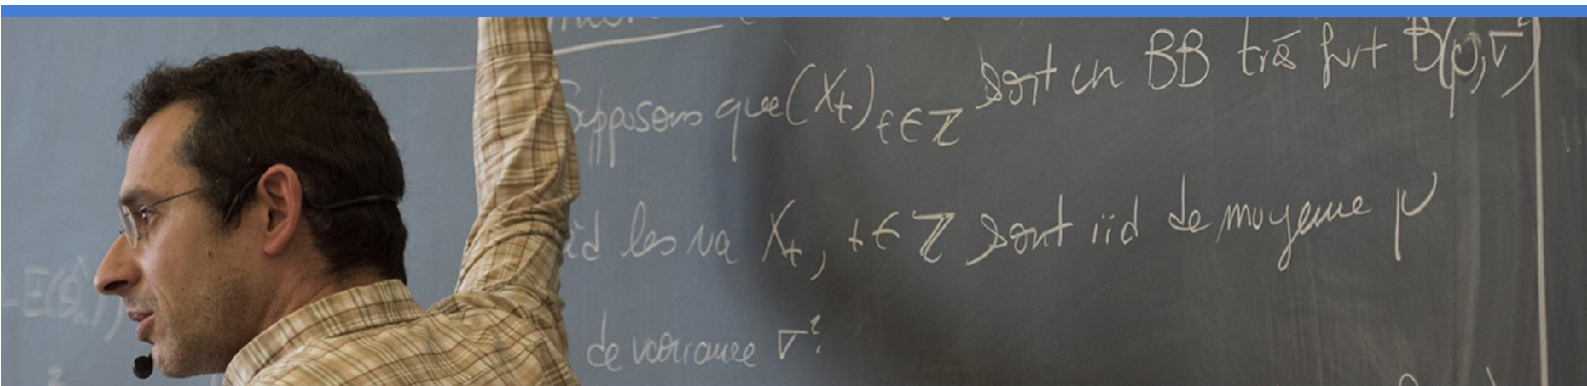 Supposons que (X_t)_{t∈Z} soit un BB très fort B(μ,σ²)
id les va X_t, t∈Z sont iid de moyenne μ
de variance σ².
-E(